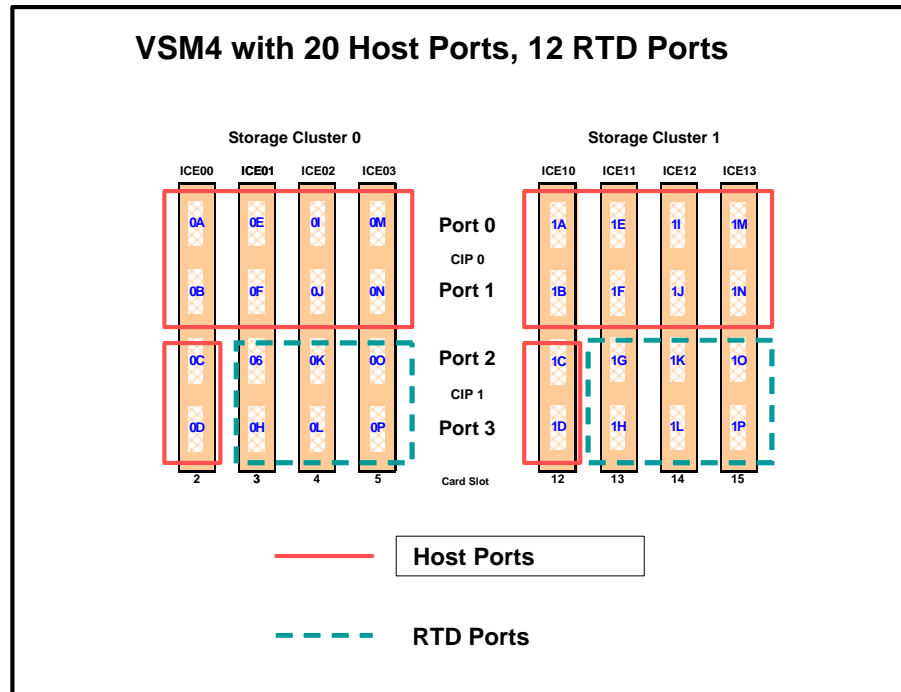 VSM4 with 20 Host Ports, 12 RTD Ports
Storage Cluster 0 Storage Cluster 1
ICE00 ICE01 ICE02 ICE03 ICE10 ICE11 ICE12 ICE13
0A 0E 0I 0M Port 0 1A 1E 1I 1M
CIP 0
0B 0F 0J 0N Port 1 1B 1F 1J 1N
0C 06 0K 0O Port 2 1C 1G 1K 1O
CIP 1
0D 0H 0L 0P Port 3 1D 1H 1L 1P
2 3 4 5 Card Slot 12 13 14 15
Host Ports
RTD Ports